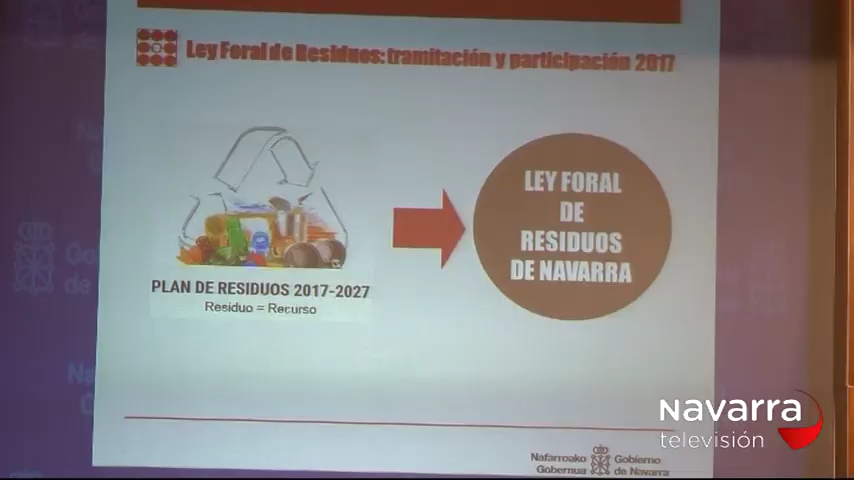 Ley Foral de Residuos: tramitación y participación 2017
LEY FORAL
DE
RESIDUOS
DE NAVARRA
PLAN DE RESIDUOS 2017-2027
Residuo = Recurso
Navarra
televisión
Nafarroako Gobierno
Gobernua de Navarra